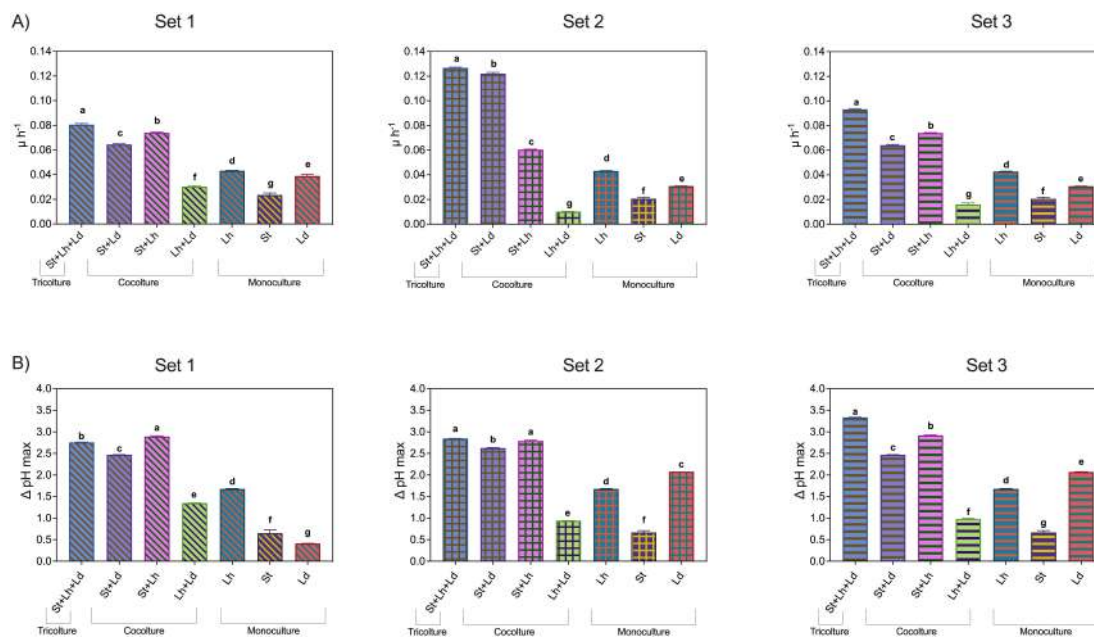 A)
Set 1
Set 2
Set 3
0.14
0.12
0.10
0.08
0.06
0.04
0.02
0.00
μ h-1
a
c
b
f
d
g
e
St+Lh+Ld
St+Ld
St+Lh
Lh+Ld
Lh
St
Ld
Tricolture
Cocolture
Monoculture
0.14
0.12
0.10
0.08
0.06
0.04
0.02
0.00
μ h-1
a
b
c
g
d
f
e
St+Lh+Ld
St+Ld
St+Lh
Lh+Ld
Lh
St
Ld
Tricolture
Cocolture
Monoculture
0.14
0.12
0.10
0.08
0.06
0.04
0.02
0.00
μ h-1
a
c
b
g
d
f
e
St+Lh+Ld
St+Ld
St+Lh
Lh+Ld
Lh
St
Ld
Tricolture
Cocolture
Monoculture
B)
Set 1
Set 2
Set 3
4.0
3.5
3.0
2.5
2.0
1.5
1.0
0.5
0.0
Δ pH max
b
c
a
e
d
f
g
St+Lh+Ld
St+Ld
St+Lh
Lh+Ld
Lh
St
Ld
Tricolture
Cocolture
Monoculture
4.0
3.5
3.0
2.5
2.0
1.5
1.0
0.5
0.0
Δ pH max
a
b
a
e
d
f
c
St+Lh+Ld
St+Ld
St+Lh
Lh+Ld
Lh
St
Ld
Tricolture
Cocolture
Monoculture
4.0
3.5
3.0
2.5
2.0
1.5
1.0
0.5
0.0
Δ pH max
a
c
b
f
d
g
e
St+Lh+Ld
St+Ld
St+Lh
Lh+Ld
Lh
St
Ld
Tricolture
Cocolture
Monoculture